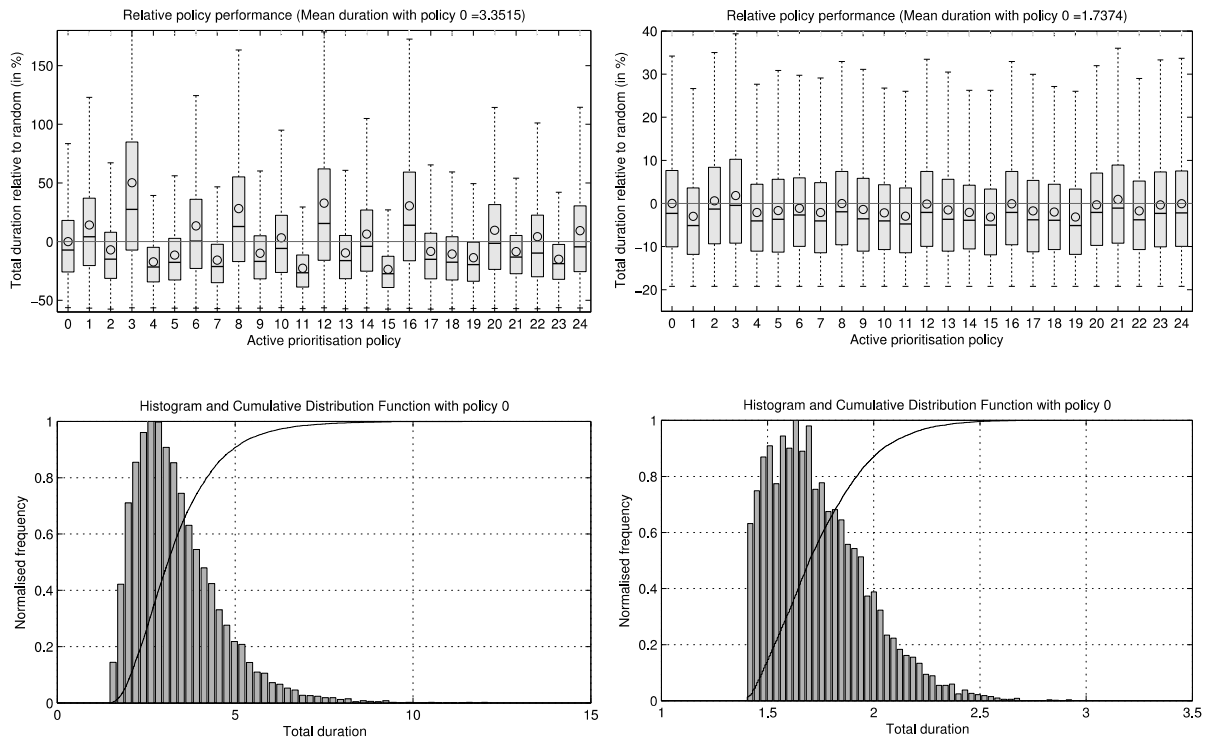 Relative policy performance (Mean duration with policy 0 =3.3515)
Total duration relative to random (in %)
150
100
50
0
−50
0 1 2 3 4 5 6 7 8 9 10 11 12 13 14 15 16 17 18 19 20 21 22 23 24
Active prioritisation policy
Relative policy performance (Mean duration with policy 0 =1.7374)
Total duration relative to random (in %)
40
30
20
10
0
−10
−20
0 1 2 3 4 5 6 7 8 9 10 11 12 13 14 15 16 17 18 19 20 21 22 23 24
Active prioritisation policy
Histogram and Cumulative Distribution Function with policy 0
Normalised frequency
1
0.8
0.6
0.4
0.2
0
0 5 10 15
Total duration
Histogram and Cumulative Distribution Function with policy 0
Normalised frequency
1
0.8
0.6
0.4
0.2
0
1 1.5 2 2.5 3 3.5
Total duration